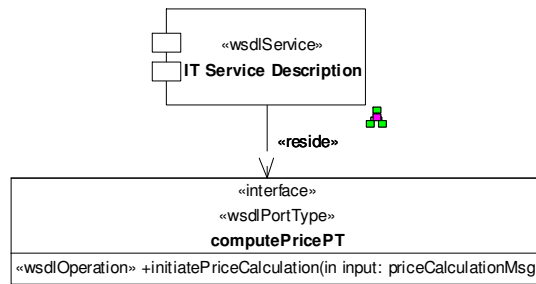 «wsdlService»
IT Service Description
«reside»
«interface»
«wsdlPortType»
computePricePT
«wsdlOperation» +initiatePriceCalculation(in input: priceCalculationMsg